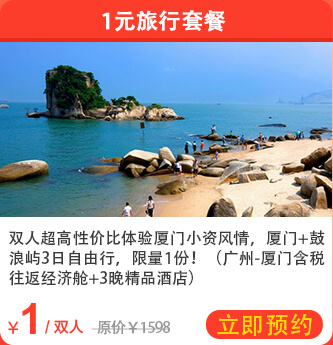 1元旅行套餐
双人超高性价比体验厦门小资风情，厦门+鼓
浪屿3日自由行，限量1份！（广州-厦门含税
往返经济舱+3晚精品酒店）
¥1/双人 原价¥1598 立即预约